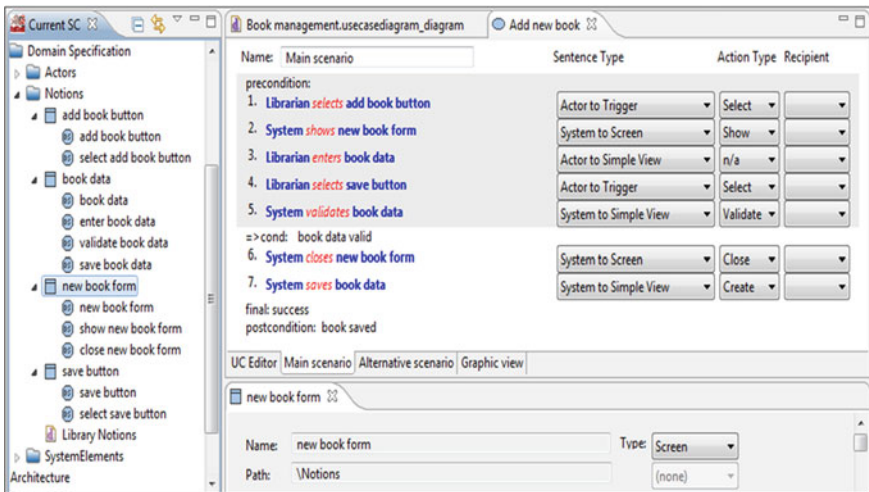 Current SC
Domain Specification
Actors
Notions
add book button
add book button
select add book button
book data
book data
enter book data
validate book data
save book data
new book form
new book form
show new book form
close new book form
save button
save button
select save button
Library Notions
SystemElements
Architecture
Book management.usecasediagram_diagram
Add new book
Name: Main scenario Sentence Type Action Type Recipient
precondition:
1. Librarian selects add book button Actor to Trigger Select
2. System shows new book form System to Screen Show
3. Librarian enters book data Actor to Simple View n/a
4. Librarian selects save button Actor to Trigger Select
5. System validates book data System to Simple View Validate
=>cond: book data valid
6. System closes new book form System to Screen Close
7. System saves book data System to Simple View Create
final: success
postcondition: book saved
UC Editor Main scenario Alternative scenario Graphic view
new book form
Name: new book form Type: Screen
Path: \Notions (none)